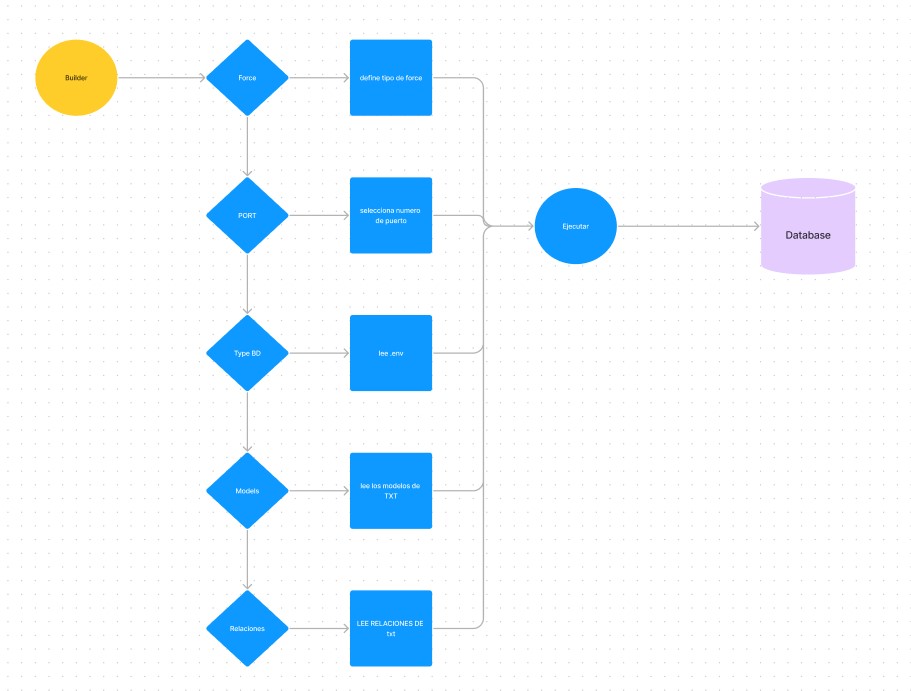 Builder
Force
define tipo de force
PORT
selecciona numero
de puerto
Ejecutar
Database
Type BD
lee .env
Models
lee los modelos de
TXT
Relaciones
LEE RELACIONES DE
txt